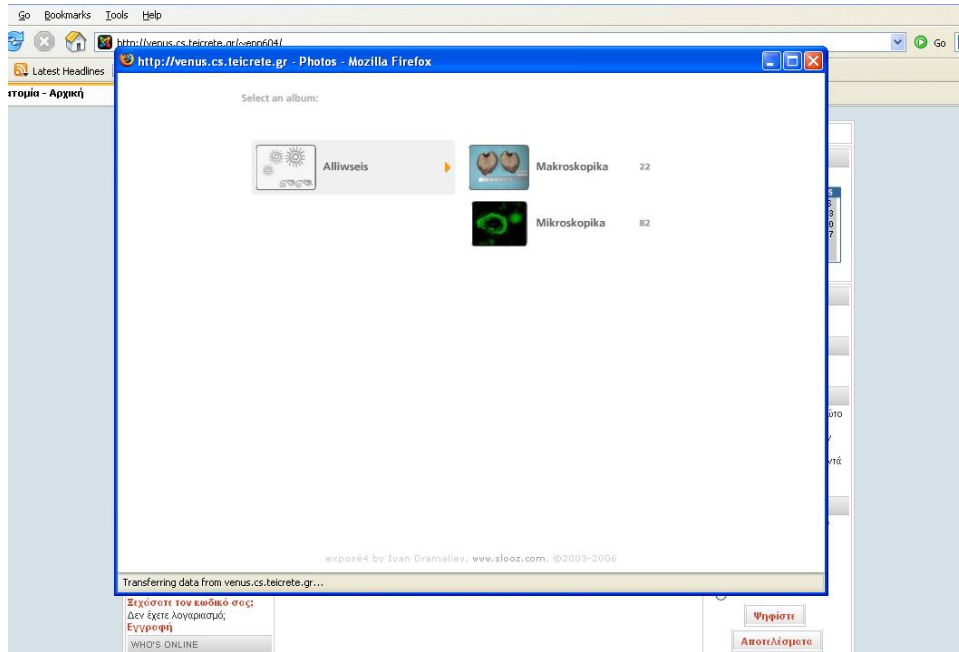 Go Bookmarks Tools Help
http://venus.cs.teicrete.gr/~epp604/
Go
Latest Headlines
http://venus.cs.teicrete.gr - Photos - Mozilla Firefox
Αρχική
Select an album:
Alliwseis
Makroskopika 22
Mikroskopika 82
exposé4 by Ivan Dramaliev, www.slooz.com, ©2003-2006
Transferring data from venus.cs.teicrete.gr...
Ξεχάσατε τον κωδικό σας;
Δεν έχετε λογαριασμό;
Εγγραφή
WHO'S ONLINE
Ψηφίστε
Αποτελέσματα